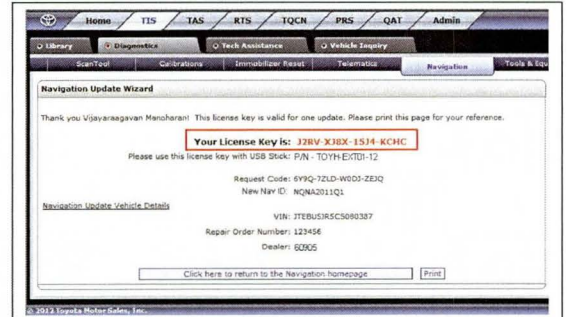 Home TIS TAS RTS TQCN PRS QAT Admin
Library Diagnostics Tech Assistance Vehicle Inquiry
ScanTool Calibrations Immobilizer Reset Telematics Navigation Tools & Equ
Navigation Update Wizard
Thank you Vijayaraagavan Manoharan! This license key is valid for one update. Please print this page for your reference.
Your License Key is: J2RV-XJ8X-15J4-KCHC
Please use this license key with USB Stick: P/N - TOYH-EXT01-12
Request Code: 6Y9Q-7ZLD-W0DJ-ZEJQ
New Nav ID: NQNA2011Q1
Navigation Update Vehicle Details
VIN: JTEBU5JR5C5080387
Repair Order Number: 123456
Dealer: 60905
Click here to return to the Navigation homepage Print
© 2012 Toyota Motor Sales, Inc.